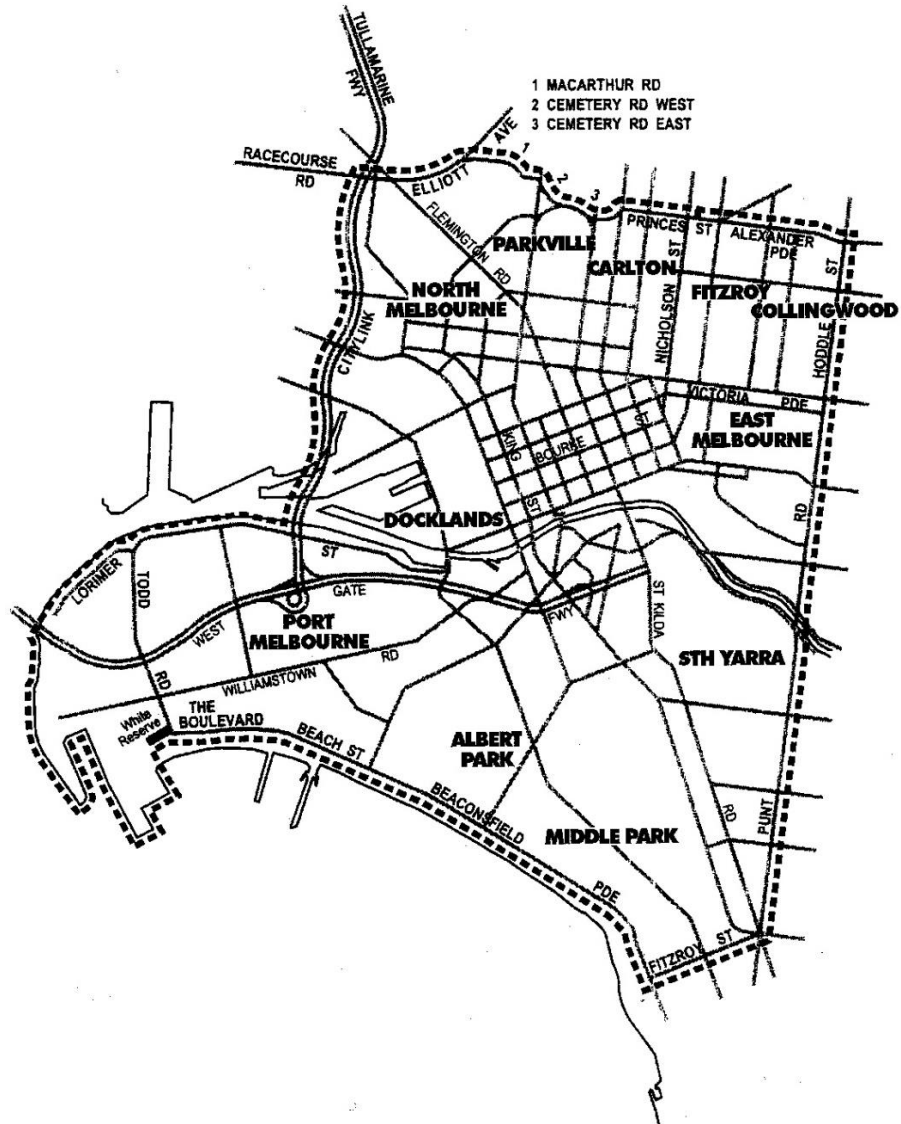 TULLAMARINE
FWY
1 MACARTHUR RD
2 CEMETERY RD WEST
3 CEMETERY RD EAST
RACECOURSE
RD
ELLIOTT
AVE
1
2
3
FLEMINGTON
RD
PARKVILLE
PRINCES ST
ALEXANDER
PDE
CARLTON
NORTH
MELBOURNE
NICHOLSON
ST
FITZROY
COLLINGWOOD
HODDLE
ST
CITYLINK
VICTORIA
PDE
EAST
MELBOURNE
KING
ST
BOURKE
ST
DOCKLANDS
RD
LORIMER
ST
TODD
RD
WEST
GATE
FWY
PORT
MELBOURNE
ST KILDA
RD
STH YARRA
WILLIAMSTOWN
RD
White
Reserve
THE
BOULEVARD
BEACH ST
ALBERT
PARK
BEACONSFIELD
PDE
MIDDLE PARK
PUNT
FITZROY ST